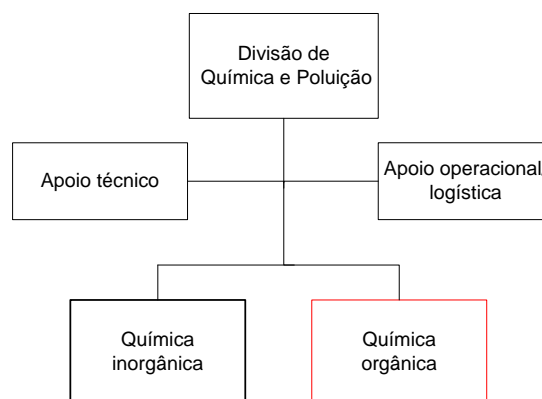 Divisão de
Química e Poluição
Apoio técnico
Apoio operacional/
logística
Química
inorgânica
Química
orgânica